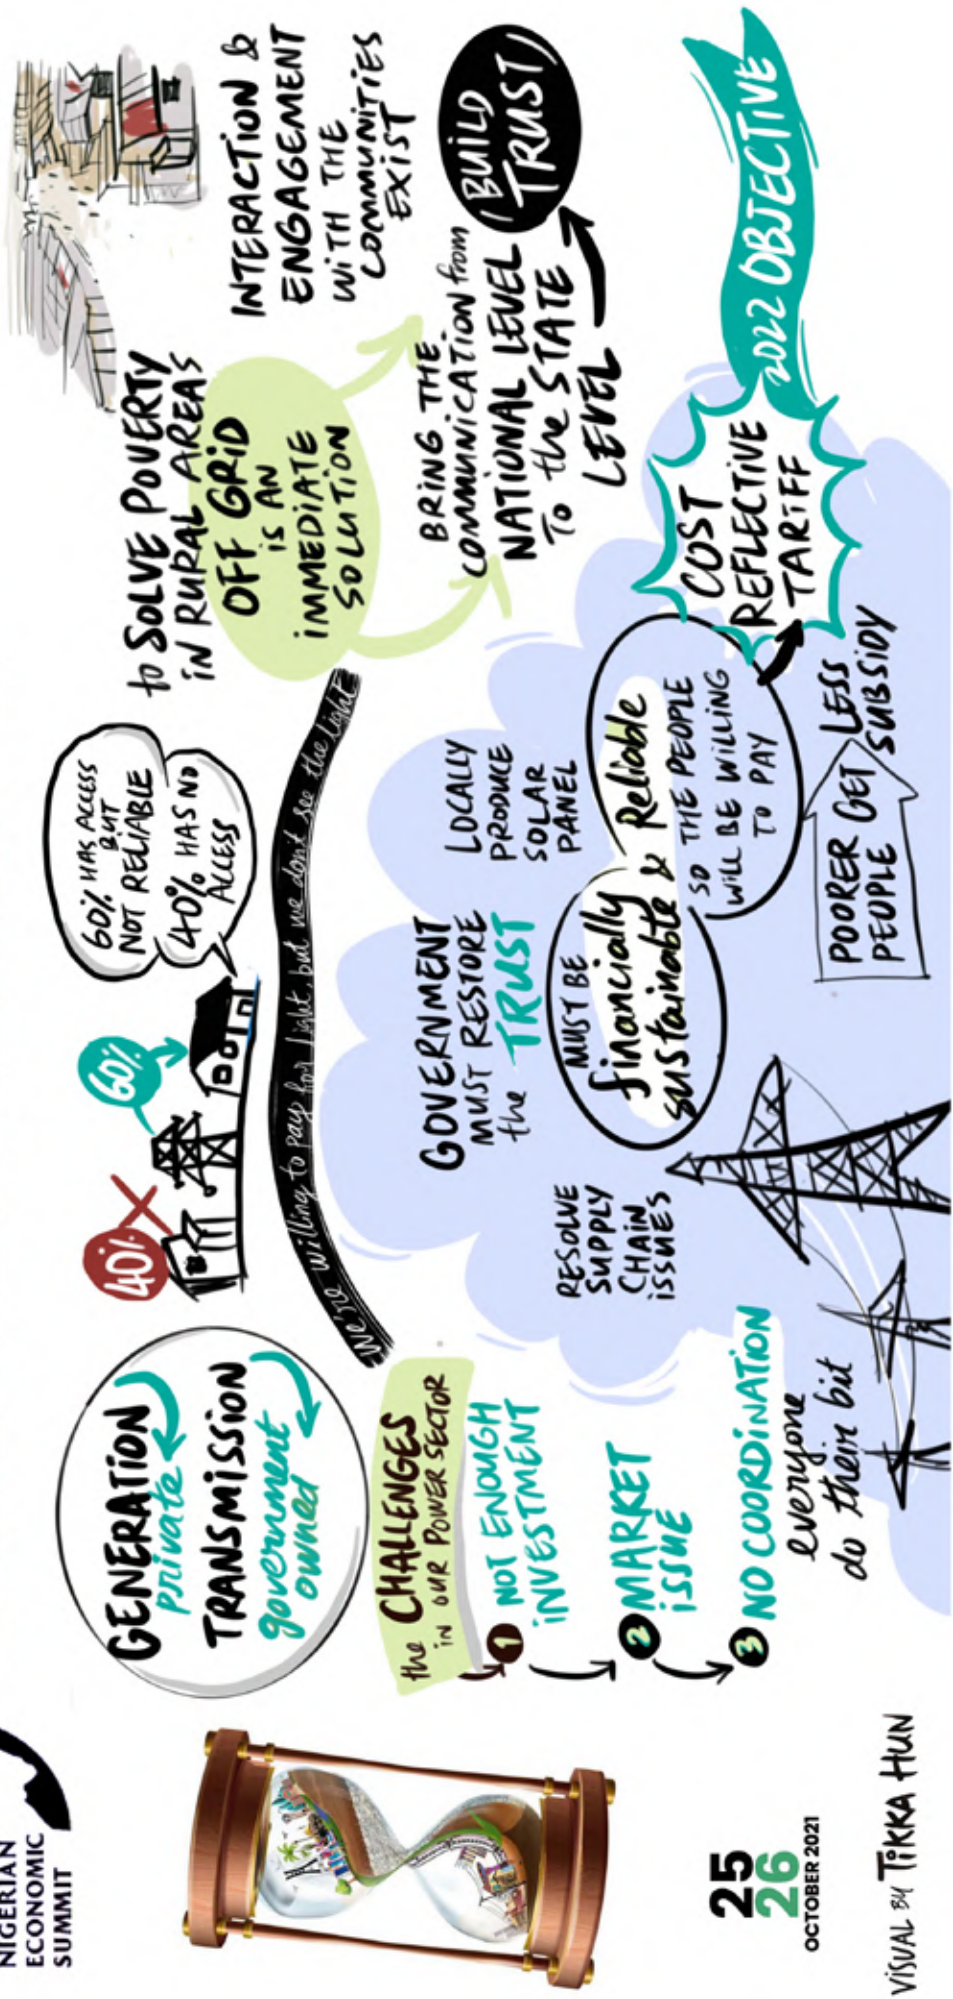 NIGERIAN
ECONOMIC
SUMMIT
25
26
OCTOBER 2021
VISUAL BY TIKKA HUN
GENERATION
private
TRANSMISSION
government
owned
the CHALLENGES
IN OUR POWER SECTOR
1 NOT ENOUGH
INVESTMENT
2 MARKET
ISSUE
3 NO COORDINATION
everyone
do their bit
40%
60%
60% HAS ACCESS
BUT
NOT RELIABLE
40% HAS NO
ACCESS
We're willing to pay for light, but we don't see the light
GOVERNMENT
MUST RESTORE
the TRUST
LOCALLY
PRODUCE
SOLAR
PANEL
RESOLVE
SUPPLY
CHAIN
ISSUES
MUST BE
financially
sustainable & Reliable
SO THE PEOPLE
WILL BE WILLING
TO PAY
POORER
PEOPLE GET LESS
SUBSIDY
COST
REFLECTIVE
TARIFF
2022 OBJECTIVE
to SOLVE POVERTY
IN RURAL AREAS
OFF GRID
IS AN
IMMEDIATE
SOLUTION
INTERACTION &
ENGAGEMENT
WITH THE
COMMUNITIES
EXIST
BRING THE
COMMUNICATION from
NATIONAL LEVEL
TO the STATE
LEVEL
BUILD
TRUST